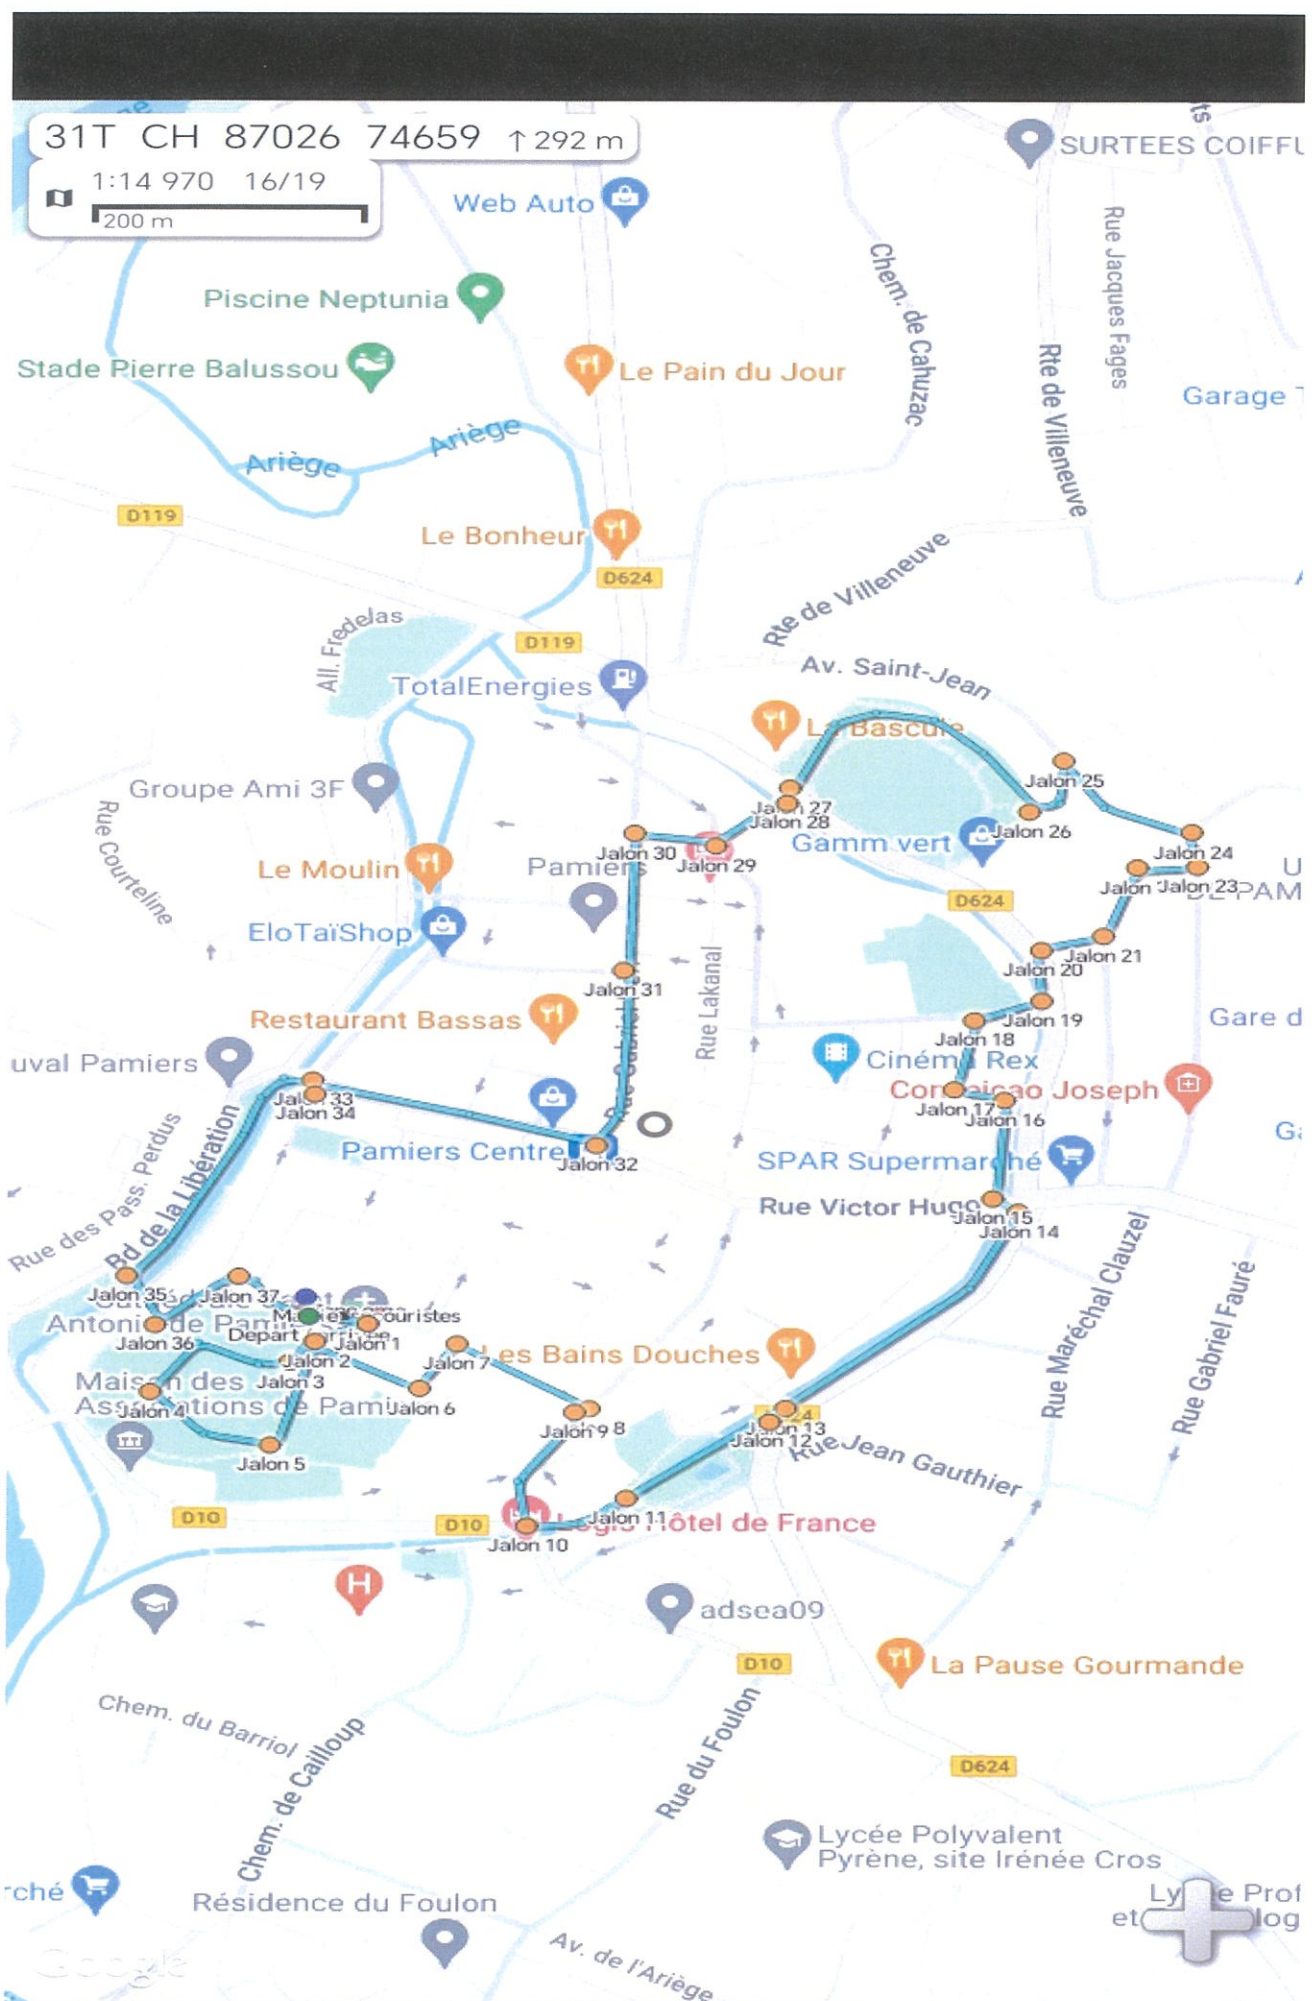 31T CH 87026 74659 ↑292 m
1:14 970 16/19
200 m
SURTEES COIFFU
Web Auto
Rue Jacques Fages
Piscine Neptunia
Chem. de Cahuzac
Stade Pierre Balussou
Le Pain du Jour
Rte de Villeneuve
Garage
Ariège
Ariège
D119
Le Bonheur
D624
Rte de Villeneuve
All. Fredelas
D119
Av. Saint-Jean
TotalEnergies
La Bascule
Groupe Ami 3F
Jalon 25
Jalon 27
Jalon 28
Jalon 26
Rue Courteline
Gamm vert
Jalon 30
Jalon 29
Jalon 24
Le Moulin
Pamiers
Jalon
Jalon 23
D624
EloTaïShop
Jalon 21
Jalon 20
Jalon 31
Rue Lakanal
Restaurant Bassas
Jalon 19
Gare d
Jalon 18
uval Pamiers
Cinéma Rex
Jalon 33
Jalon 34
Jalon 17
Jalon 16
Pamiers Centre
Jalon 32
SPAR Supermarché
Rue des Pass. Perdus
Bd de la Libération
Rue Victor Hugo
Jalon 15
Jalon 14
Rue Maréchal Clauzel
Rue Gabriel Fauré
Jalon 35
Jalon 37
Jalon 36
Départ
Jalon 1
Jalon 2
Jalon 7
Les Bains Douches
Maison des
Associations de Pami
Jalon 3
Jalon 4
Jalon 6
Jalon 9
8
Jalon 13
Jalon 12
Jalon 5
Rue Jean Gauthier
D10
D10
Jalon 11
Logis Hôtel de France
Jalon 10
H
adsea09
D10
La Pause Gourmande
Chem. du Barriol
Chem. de Cailloup
Rue du Foulon
D624
Lycée Polyvalent
Pyrène, site Irénée Cros
rché
Résidence du Foulon
Av. de l'Ariège
Google